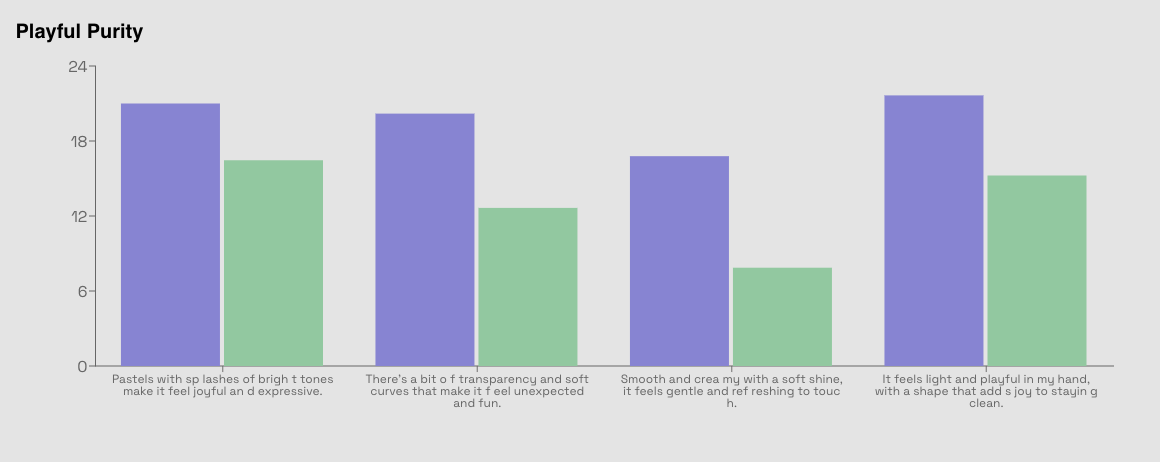 Playful Purity
24
18
12
6
0
Pastels with sp lashes of brigh t tones
make it feel joyful an d expressive.
There's a bit o f transparency and soft
curves that make it f eel unexpected
and fun.
Smooth and crea my with a soft shine,
it feels gentle and ref reshing to touc
h.
It feels light and playful in my hand,
with a shape that add s joy to stayin g
clean.